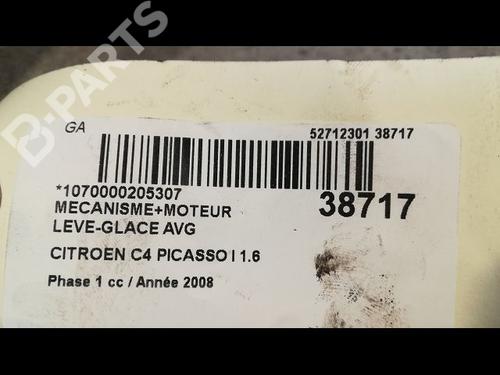 B-PARTS
GA
52712301 38717
*1070000205307
38717
MECANISME+MOTEUR
LEVE-GLACE AVG
CITROEN C4 PICASSO I 1.6
Phase 1 cc / Année 2008